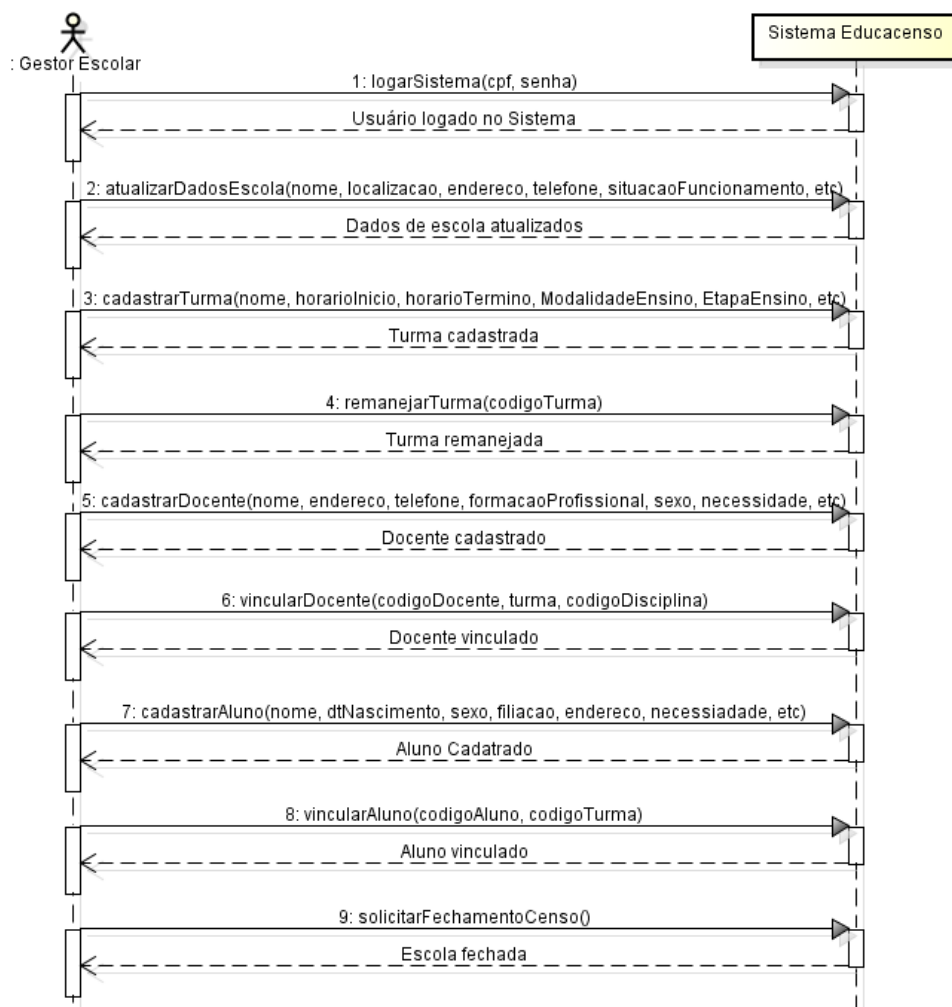 : Gestor Escolar
Sistema Educacenso
1: logarSistema(cpf, senha)
Usuário logado no Sistema
2: atualizarDadosEscola(nome, localizacao, endereco, telefone, situacaoFuncionamento, etc)
Dados de escola atualizados
3: cadastrarTurma(nome, horarioInicio, horarioTermino, ModalidadeEnsino, EtapaEnsino, etc)
Turma cadastrada
4: remanejarTurma(codigoTurma)
Turma remanejada
5: cadastrarDocente(nome, endereco, telefone, formacaoProfissional, sexo, necessidade, etc)
Docente cadastrado
6: vincularDocente(codigoDocente, turma, codigoDisciplina)
Docente vinculado
7: cadastrarAluno(nome, dtNascimento, sexo, filiacao, endereco, necessiadade, etc)
Aluno Cadatrado
8: vincularAluno(codigoAluno, codigoTurma)
Aluno vinculado
9: solicitarFechamentoCenso()
Escola fechada